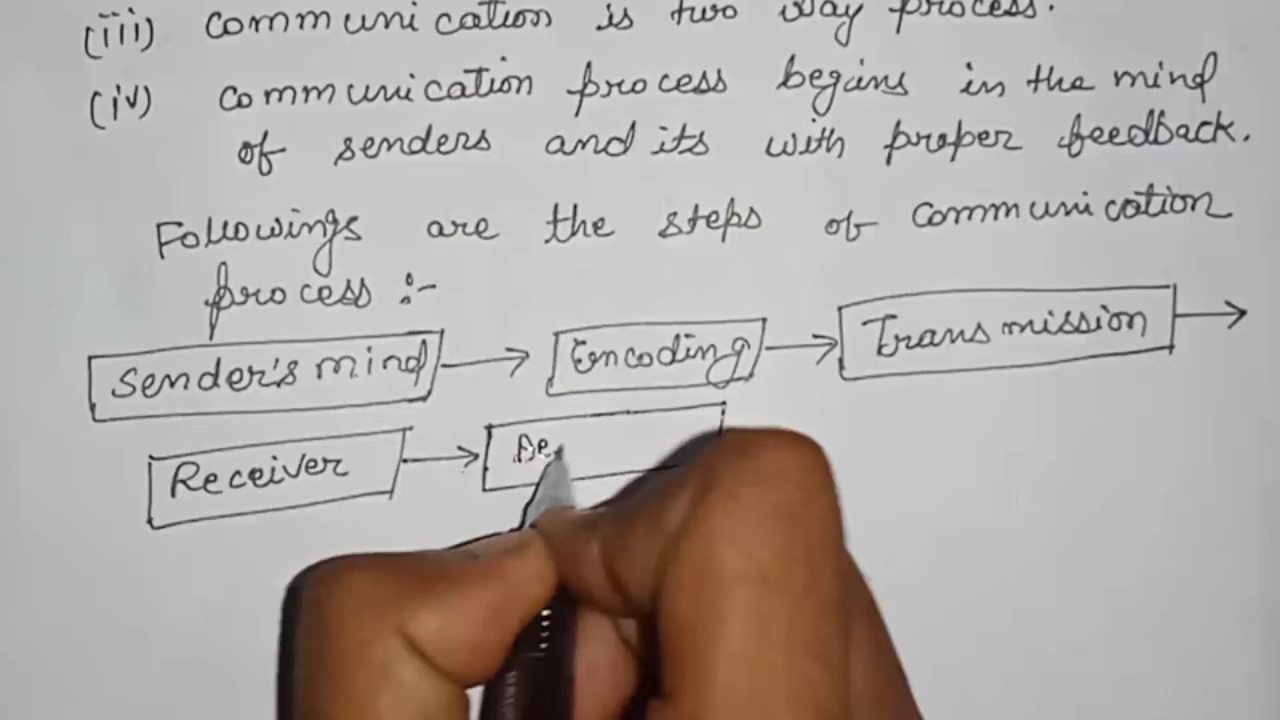 (iii) communication is two way process.
(iv) communication process begins in the mind
of senders and its with proper feedback.
Followings are the steps of communication
process :-
Sender's mind → Encoding → Transmission →
Receiver → De